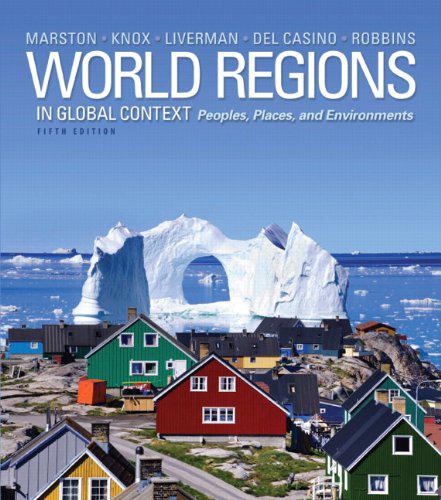 MARSTON • KNOX • LIVERMAN • DEL CASINO • ROBBINS
WORLD REGIONS
IN GLOBAL CONTEXT Peoples, Places, and Environments
FIFTH EDITION